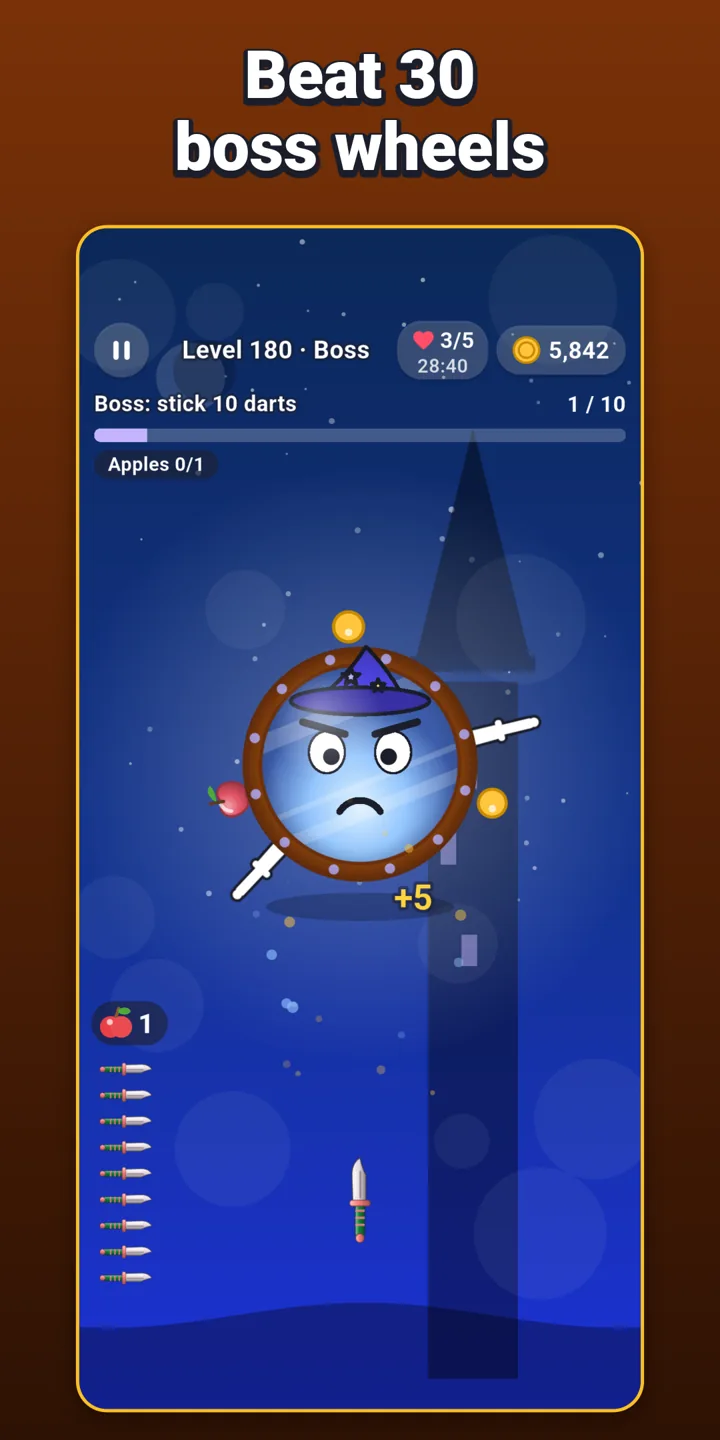 Beat 30
boss wheels
Level 180 · Boss
3/5
28:40
5,842
Boss: stick 10 darts
1 / 10
Apples 0/1
+5
1